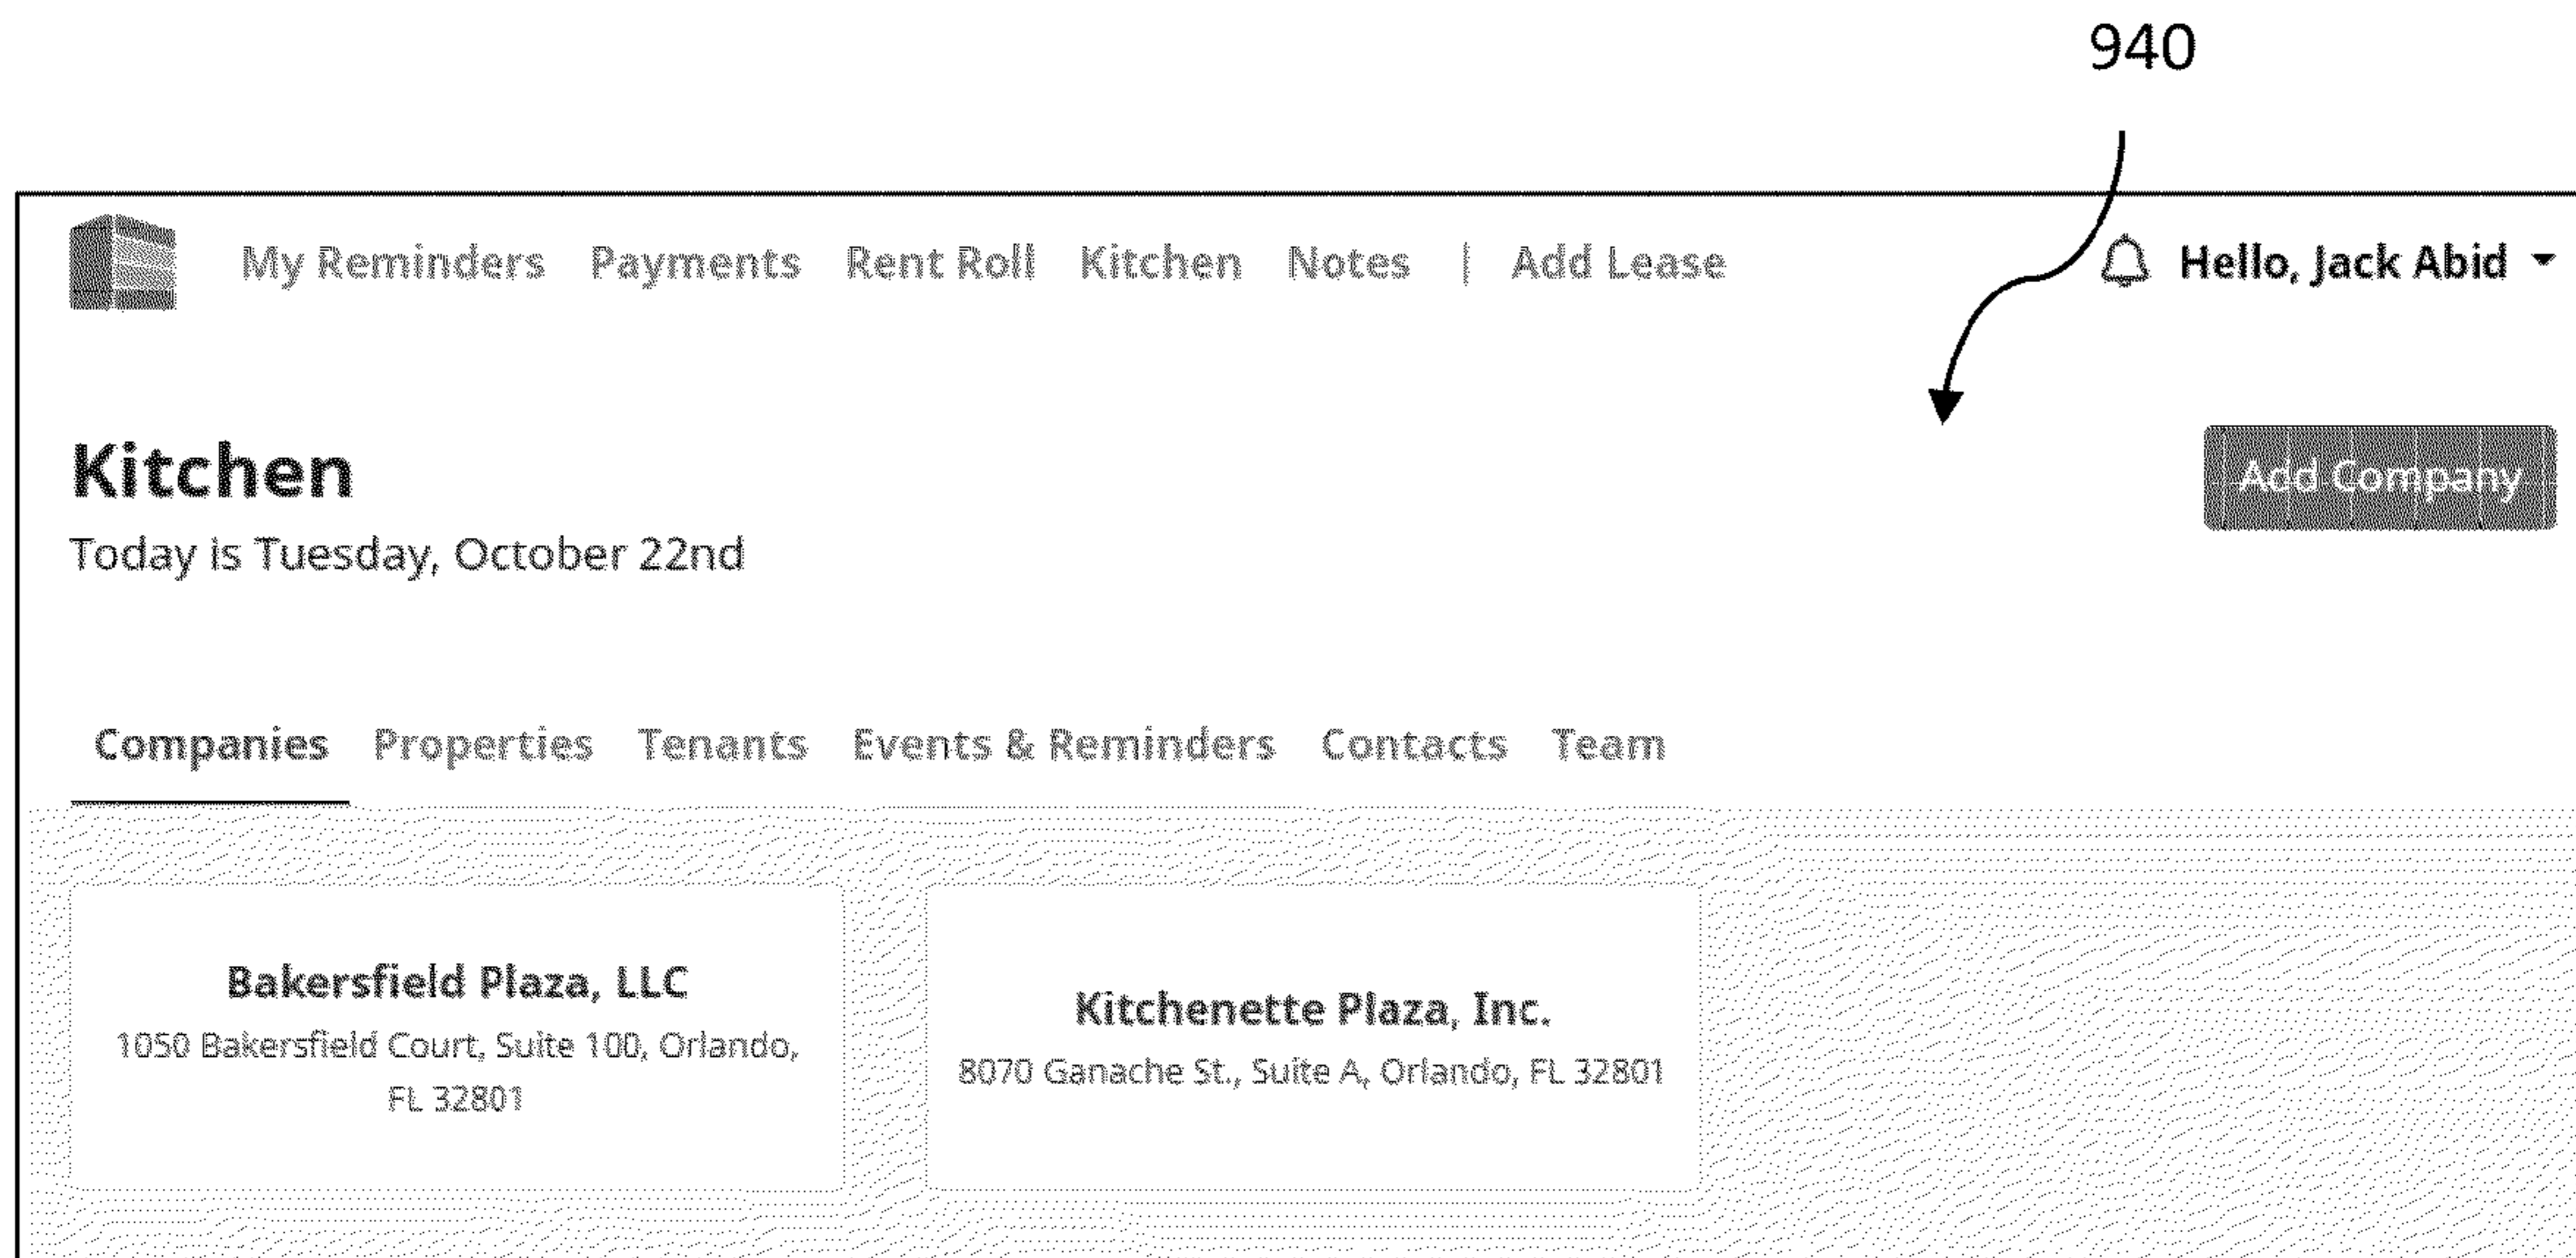 940
My Reminders Payments Rent Roll Kitchen Notes | Add Lease Hello, Jack Abid
Kitchen
Add Company
Today is Tuesday, October 22nd
Companies Properties Tenants Events & Reminders Contacts Team
Bakersfield Plaza, LLC
1050 Bakersfield Court, Suite 100, Orlando,
FL 32801
Kitchenette Plaza, Inc.
8070 Ganache St., Suite A, Orlando, FL 32801